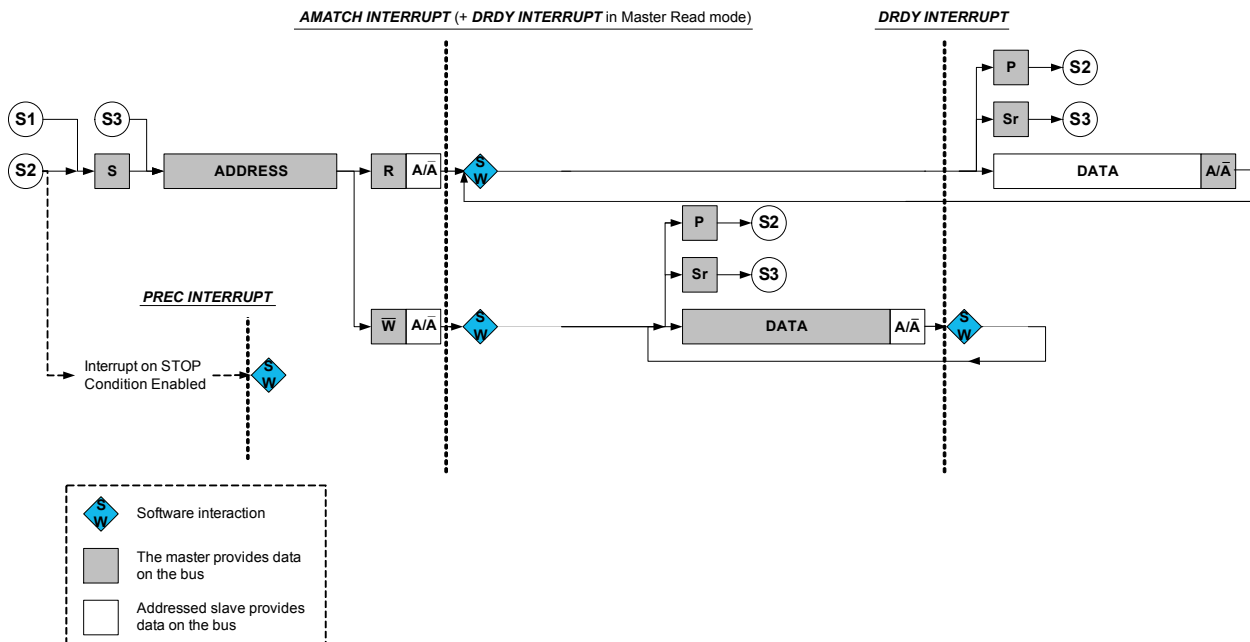 AMATCH INTERRUPT (+ DRDY INTERRUPT in Master Read mode)
DRDY INTERRUPT
P
S2
S1
S3
Sr
S3
S2
S
ADDRESS
R
A/A̅
S
W
DATA
A/A̅
P
S2
Sr
S3
PREC INTERRUPT
W̅
A/A̅
S
W
DATA
A/A̅
S
W
Interrupt on STOP
Condition Enabled
S
W
S
W
Software interaction
The master provides data
on the bus
Addressed slave provides
data on the bus